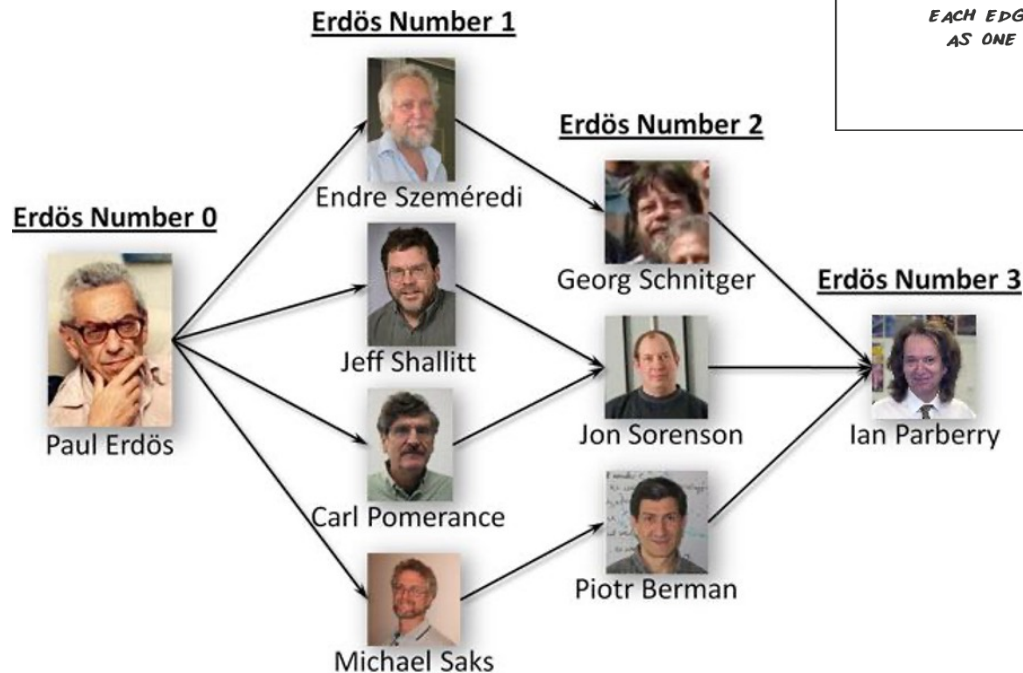 EACH EDG
AS ONE
Erdös Number 1
Endre Szeméredi
Jeff Shallitt
Carl Pomerance
Michael Saks
Erdös Number 0
Paul Erdös
Erdös Number 2
Georg Schnitger
Jon Sorenson
Piotr Berman
Erdös Number 3
Ian Parberry